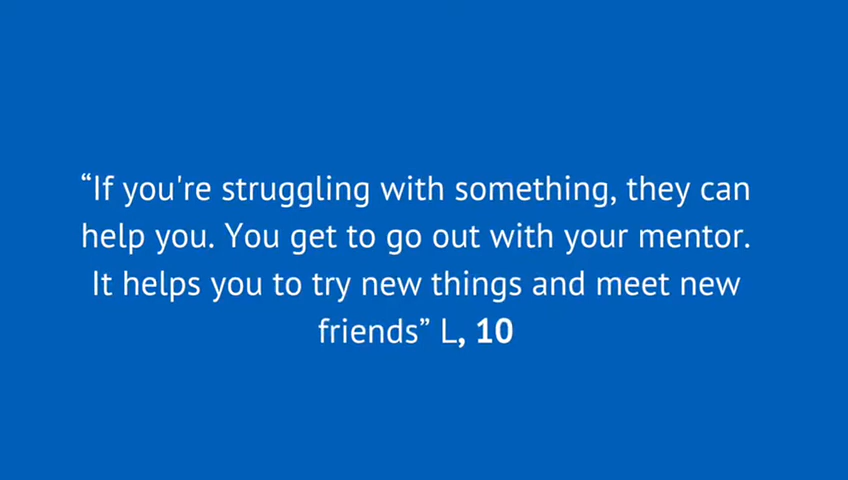 “If you're struggling with something, they can
help you. You get to go out with your mentor.
It helps you to try new things and meet new
friends” L, 10